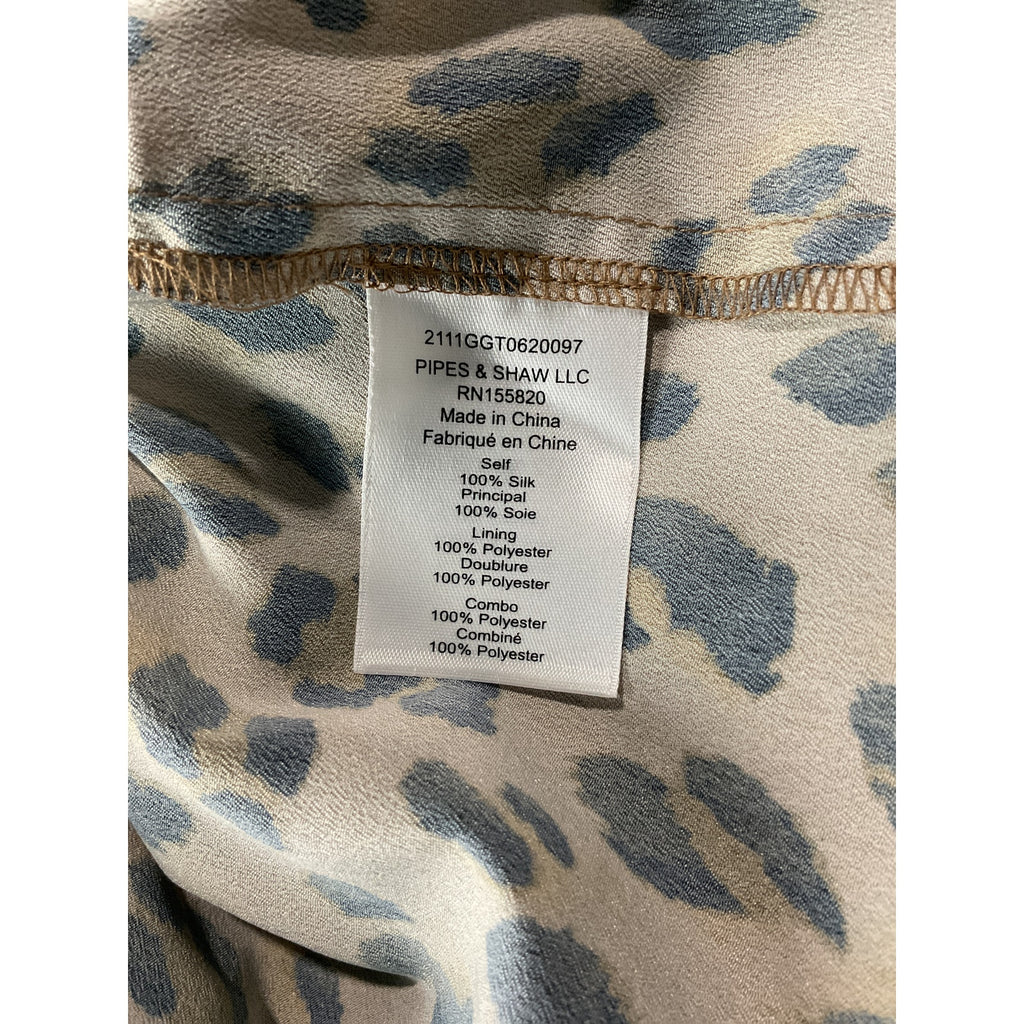 2111GGT0620097
PIPES & SHAW LLC
RN155820
Made in China
Fabriqué en Chine
Self
100% Silk
Principal
100% Soie
Lining
100% Polyester
Doublure
100% Polyester
Combo
100% Polyester
Combiné
100% Polyester